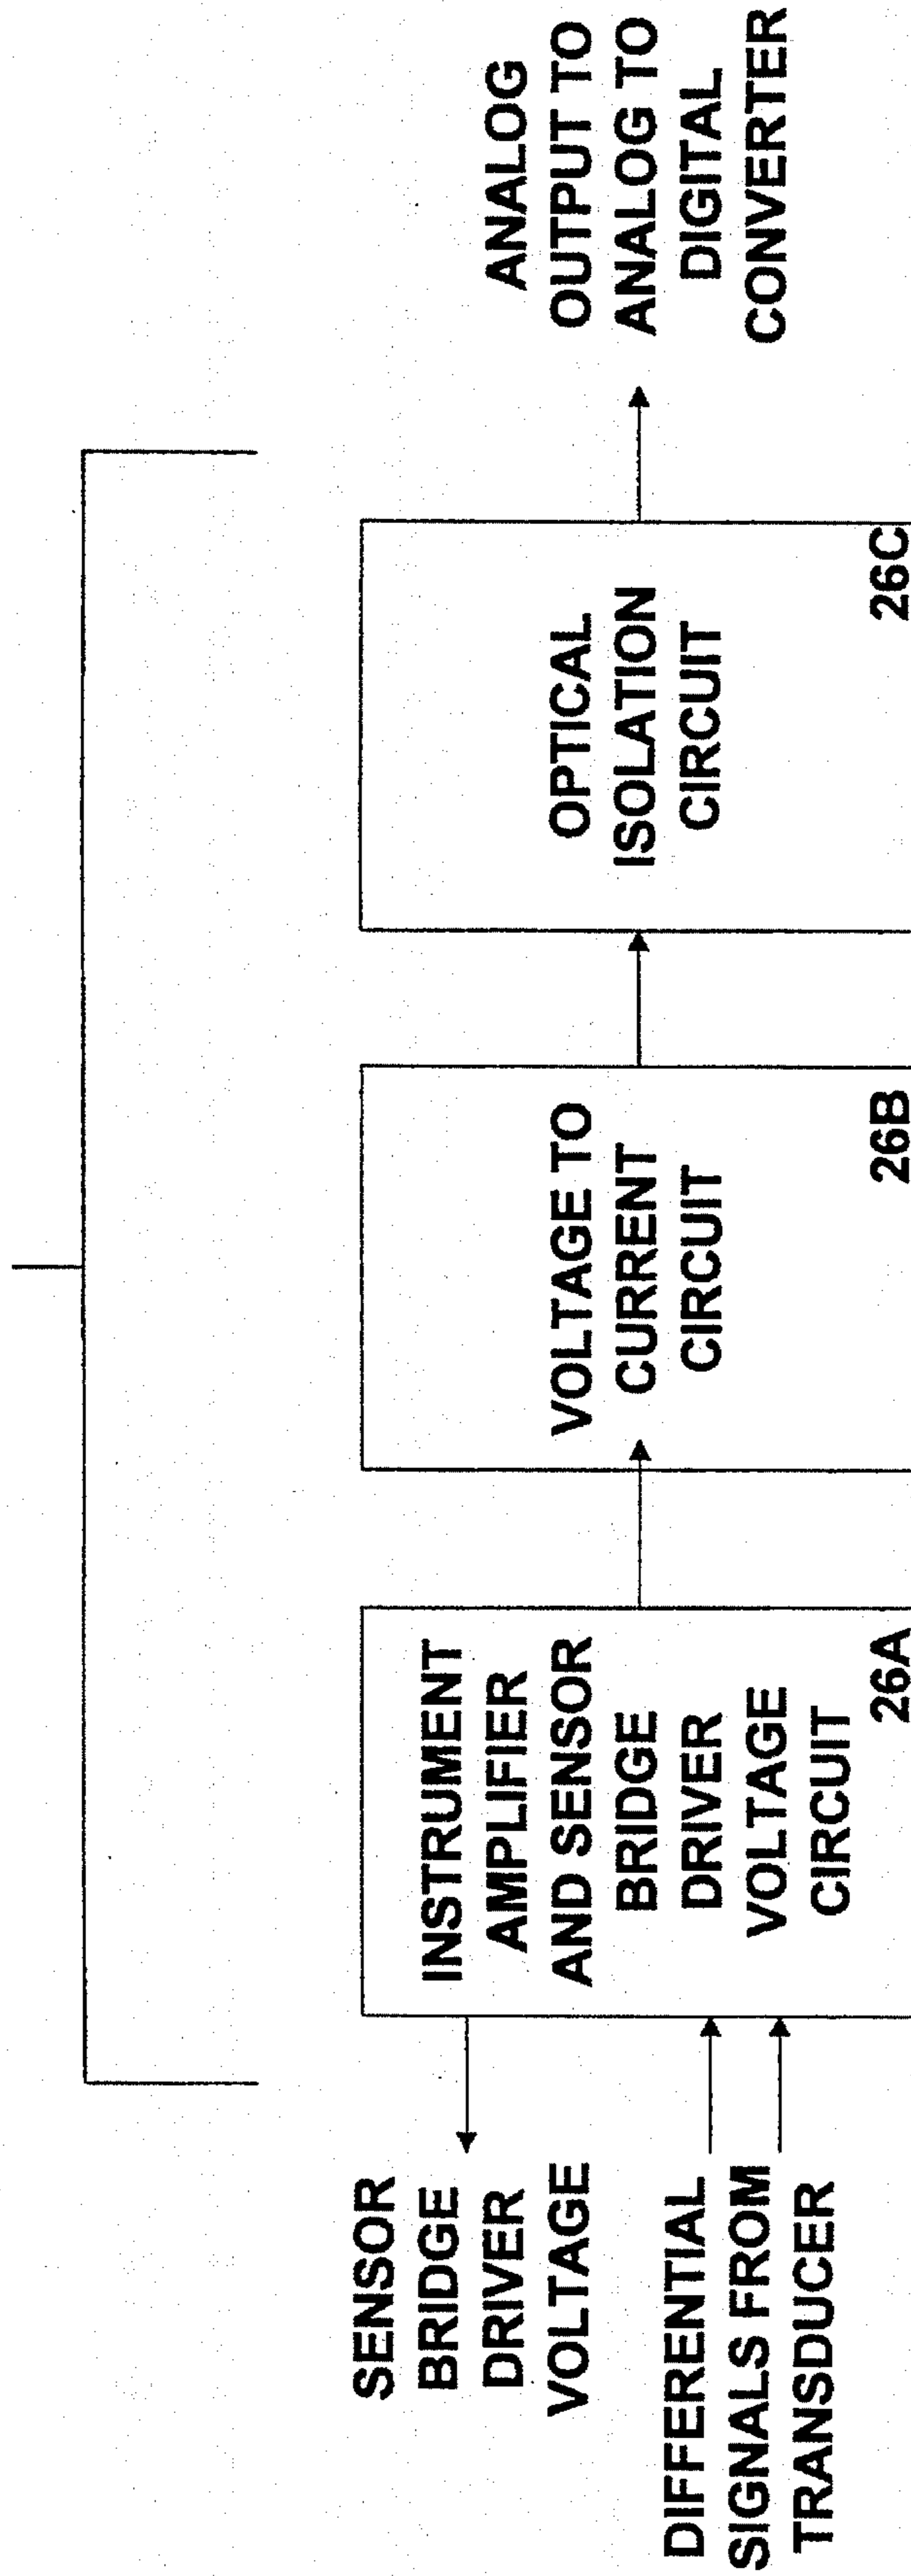 SENSOR
BRIDGE
DRIVER
VOLTAGE
DIFFERENTIAL
SIGNALS FROM
TRANSDUCER
INSTRUMENT
AMPLIFIER
AND SENSOR
BRIDGE
DRIVER
VOLTAGE
CIRCUIT
26A
VOLTAGE TO
CURRENT
CIRCUIT
26B
OPTICAL
ISOLATION
CIRCUIT
26C
ANALOG
OUTPUT TO
ANALOG TO
DIGITAL
CONVERTER